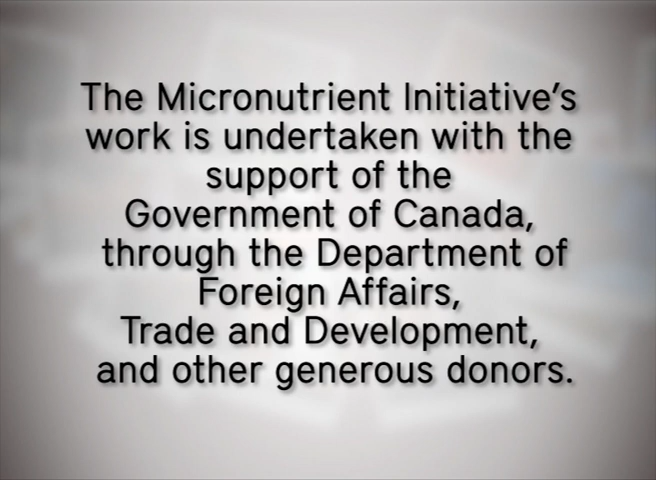 The Micronutrient Initiative's
work is undertaken with the
support of the
Government of Canada,
through the Department of
Foreign Affairs,
Trade and Development,
and other generous donors.